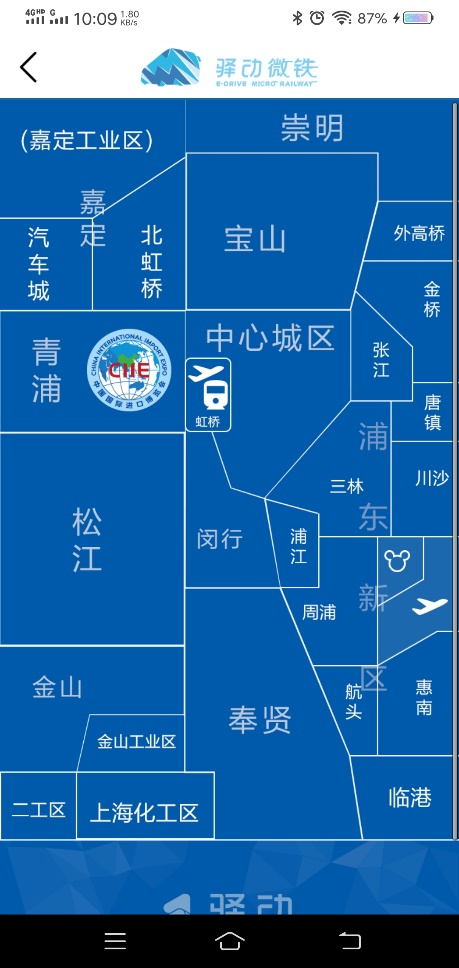 4GHD G
10:09
1.80
KB/s
87%
驿动微铁
E-DRIVE MICRO RAILWAY
崇明
(嘉定工业区)
嘉定
汽车城
北虹桥
宝山
外高桥
金桥
青浦
CHINA INTERNATIONAL IMPORT EXPO
CIIE
中国国际进口博览会
中心城区
虹桥
张江
唐镇
浦东新区
三林
川沙
松江
闵行
浦江
周浦
金山
奉贤
航头
惠南
金山工业区
二工区
上海化工区
临港
驿动